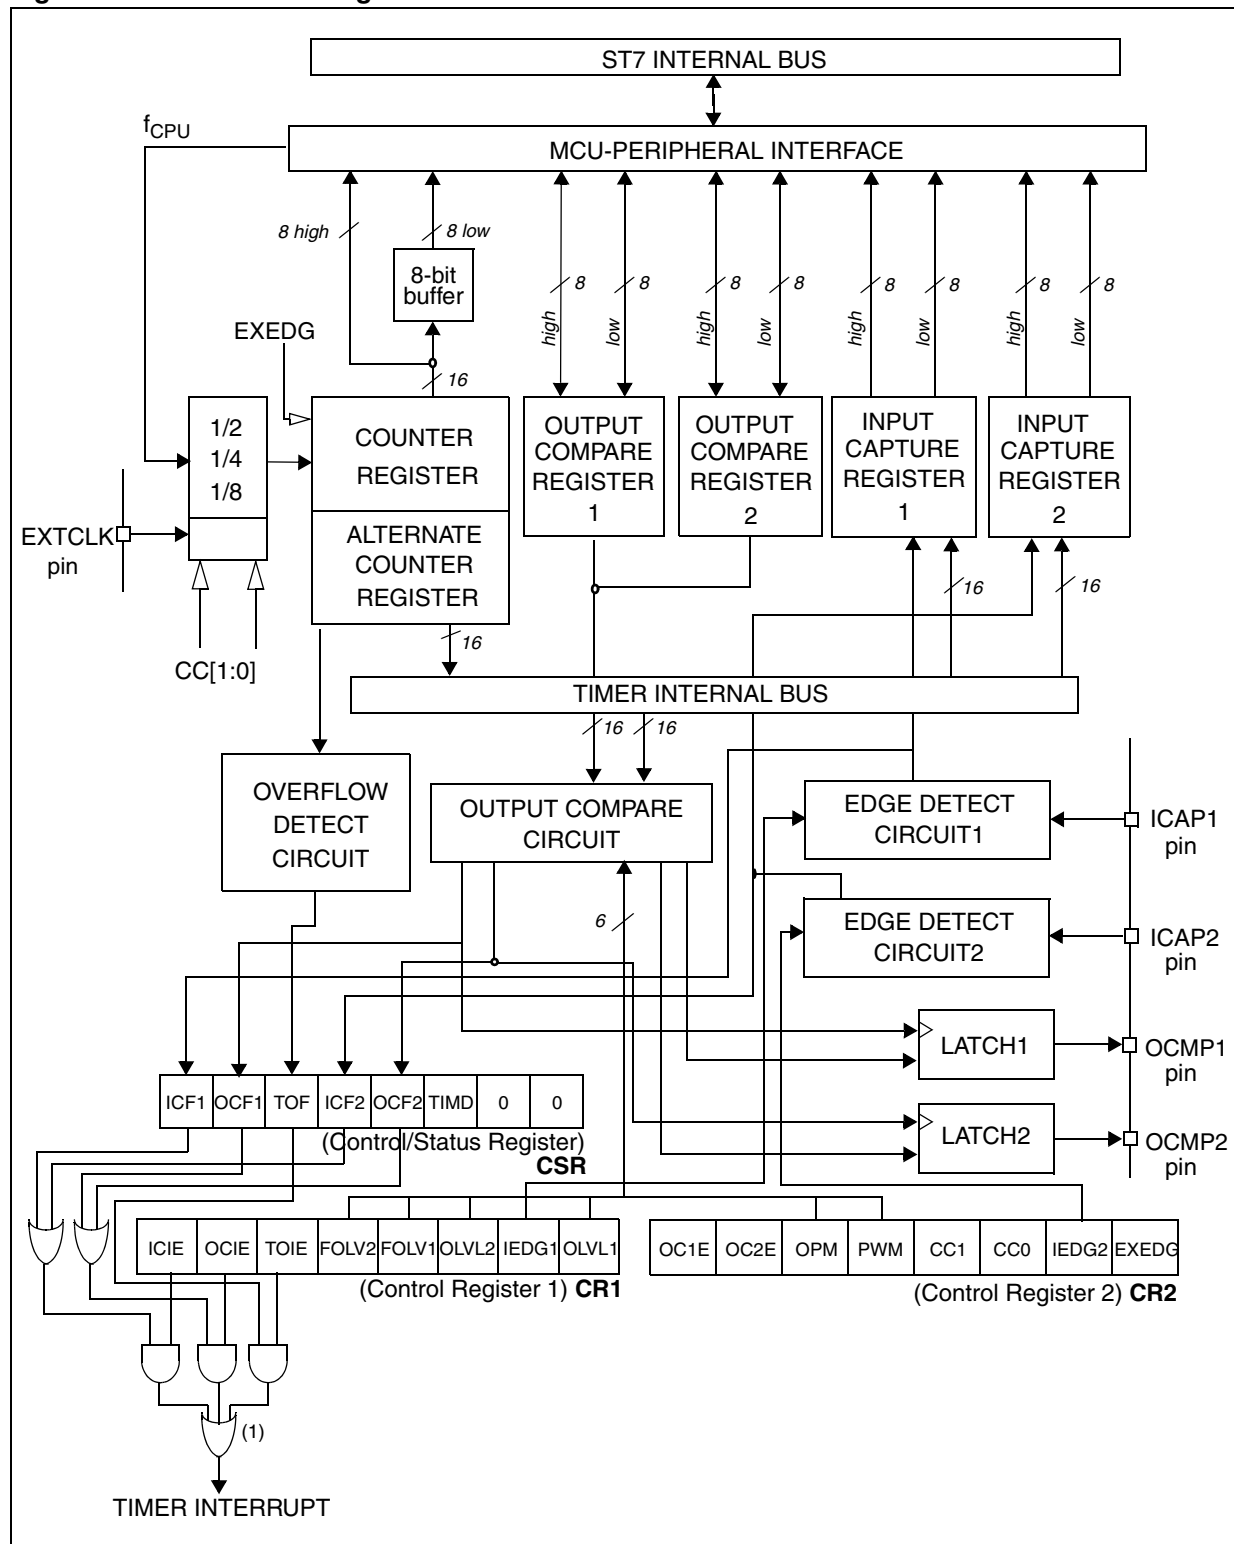 ST7 INTERNAL BUS
fCPU
MCU-PERIPHERAL INTERFACE
8 high
8 low
8-bit
buffer
8
8
8
8
8
8
8
8
high
low
high
low
high
low
high
low
EXEDG
16
1/2
1/4
1/8
COUNTER
REGISTER
OUTPUT
COMPARE
REGISTER
1
OUTPUT
COMPARE
REGISTER
2
INPUT
CAPTURE
REGISTER
1
INPUT
CAPTURE
REGISTER
2
EXTCLK
pin
ALTERNATE
COUNTER
REGISTER
16
16
16
CC[1:0]
TIMER INTERNAL BUS
16
16
OVERFLOW
DETECT
CIRCUIT
OUTPUT COMPARE
CIRCUIT
EDGE DETECT
CIRCUIT1
ICAP1
pin
6
EDGE DETECT
CIRCUIT2
ICAP2
pin
LATCH1
OCMP1
pin
LATCH2
OCMP2
pin
ICF1 OCF1 TOF ICF2 OCF2 TIMD 0 0
(Control/Status Register)
CSR
ICIE OCIE TOIE FOLV2 FOLV1 OLVL2 IEDG1 OLVL1
(Control Register 1) CR1
OC1E OC2E OPM PWM CC1 CC0 IEDG2 EXEDG
(Control Register 2) CR2
(1)
TIMER INTERRUPT